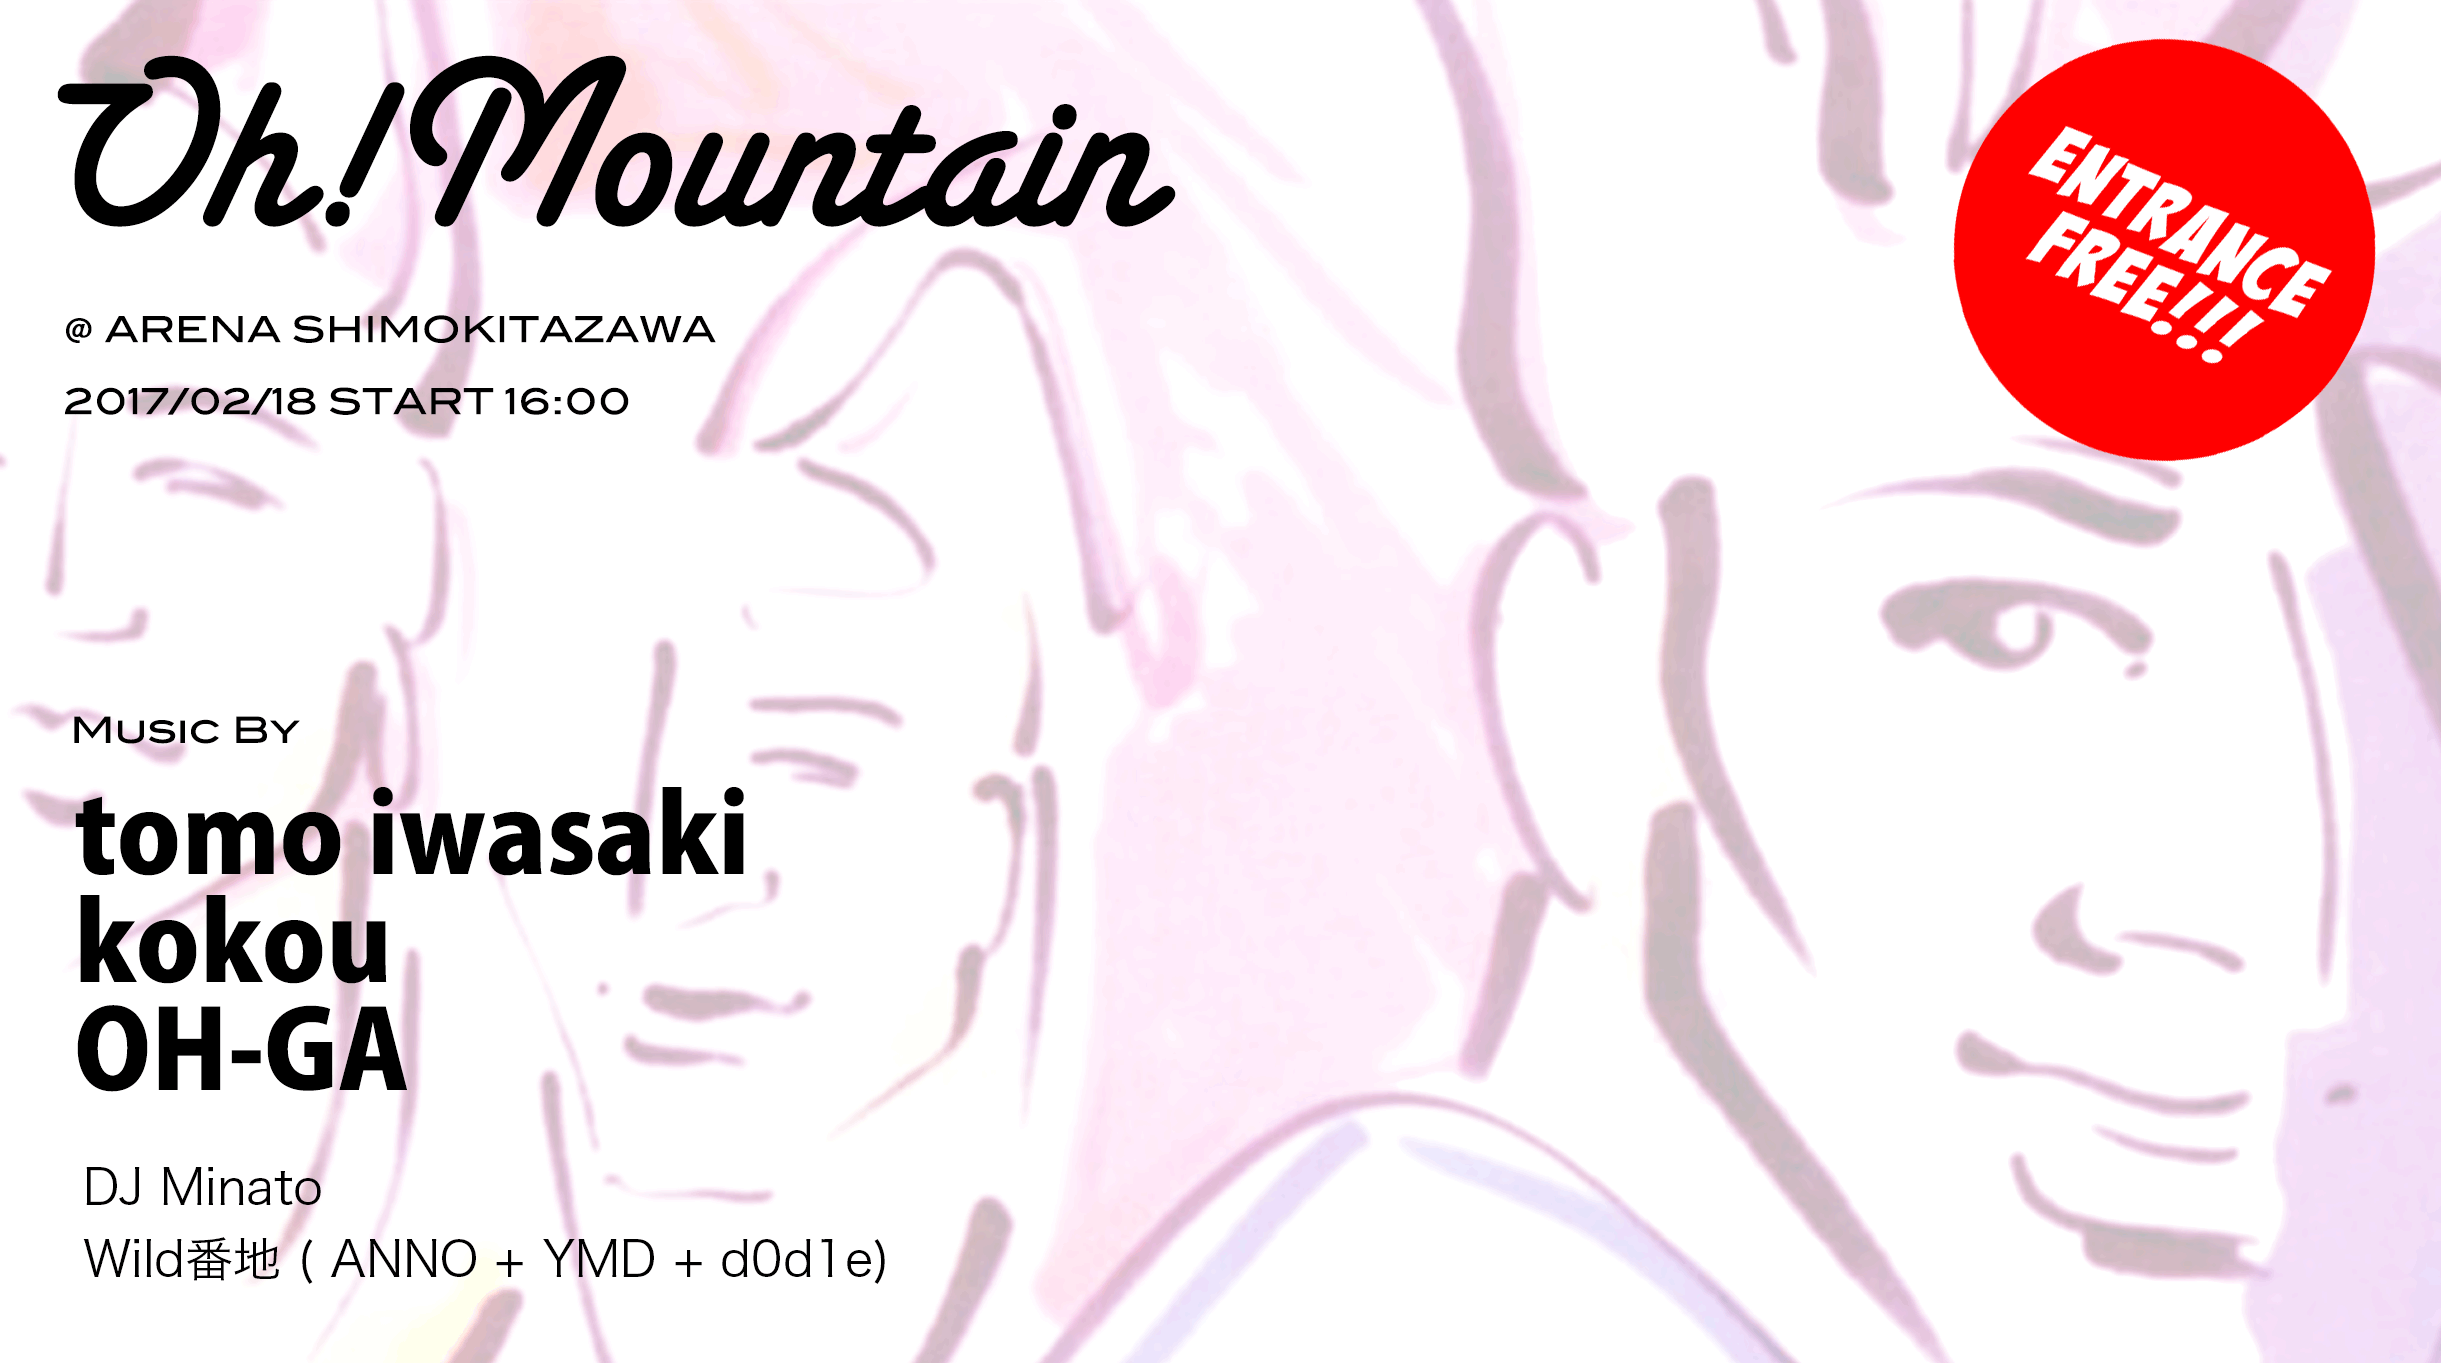 Oh! Mountain
ENTRANCE
FREE!!!
@ ARENA SHIMOKITAZAWA
2017/02/18 START 16:00
Music By
tomo iwasaki
kokou
OH-GA
DJ Minato
Wild番地 ( ANNO + YMD + d0d1e)